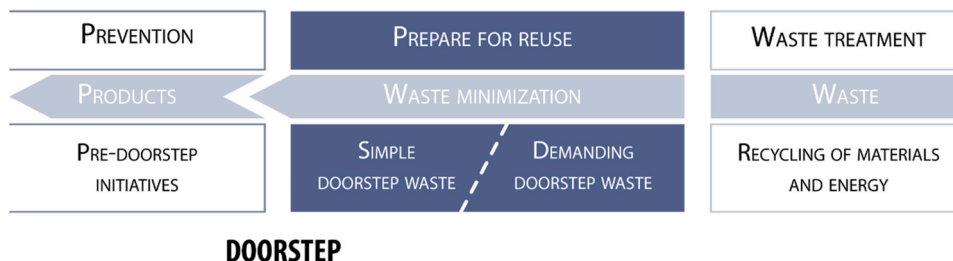 PREVENTION
PREPARE FOR REUSE
WASTE TREATMENT
PRODUCTS
WASTE MINIMIZATION
WASTE
PRE-DOORSTEP
INITIATIVES
SIMPLE
DOORSTEP WASTE
DEMANDING
DOORSTEP WASTE
RECYCLING OF MATERIALS
AND ENERGY
DOORSTEP